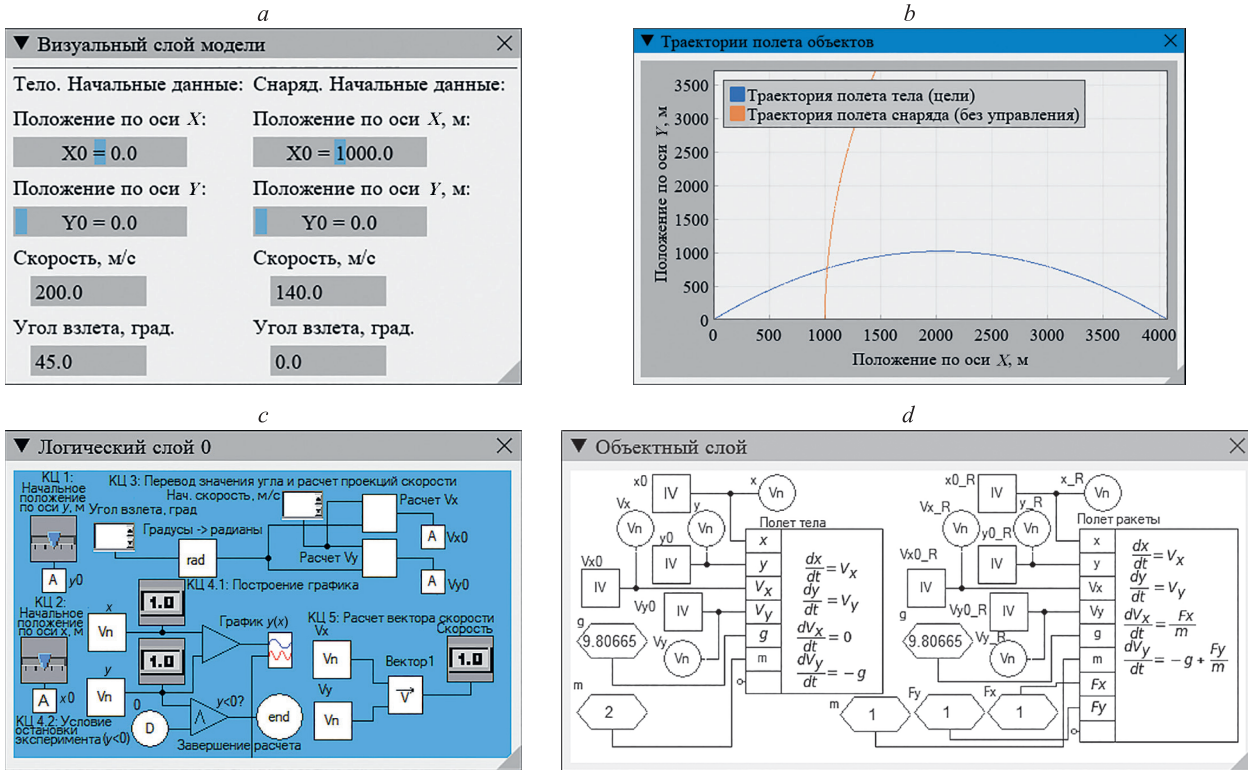 a
▼ Визуальный слой модели
Тело. Начальные данные: Снаряд. Начальные данные:
Положение по оси X: Положение по оси X, м:
X0 = 0.0 X0 = 1000.0
Положение по оси Y: Положение по оси Y, м:
Y0 = 0.0 Y0 = 0.0
Скорость, м/с Скорость, м/с
200.0 140.0
Угол взлета, град. Угол взлета, град.
45.0 0.0
b
▼ Траектории полета объектов
Траектория полета тела (цели)
Траектория полета снаряда (без управления)
Положение по оси Y, м
3500
3000
2500
2000
1500
1000
500
0
0 500 1000 1500 2000 2500 3000 3500 4000
Положение по оси X, м
c
▼ Логический слой 0
КЦ 1:
Начальное
положение
по оси y, м
A y0
КЦ 3: Перевод значения угла и расчет проекций скорости
Нач. скорость, м/с
Угол взлета, град
Градусы -> радианы
rad
Расчет Vx
A Vx0
Расчет Vy
A Vy0
КЦ 2:
Начальное
положение
по оси x, м
A x0
КЦ 4.1: Построение графика
x
Vn
1.0
График y(x)
1.0
y
Vn
0
D
y<0?
end
Завершение расчета
КЦ 4.2: Условие
остановки
эксперимента (y<0)
КЦ 5: Расчет вектора скорости
Vx
Vn
Скорость
1.0
Вектор1
V
Vy
Vn
d
▼ Объектный слой
x0
IV
x
Vn
Vx
Vn
y
Vn
y0
IV
Vx0
IV
Vy0
IV
g
9.80665
Vy
Vn
m
2
Полет тела
x
y
Vx
Vy
g
m
dx/dt = Vx
dy/dt = Vy
dVx/dt = 0
dVy/dt = −g
x0_R
IV
x_R
Vn
Vx_R
Vn
y_R
Vn
y0_R
IV
Vx0_R
IV
Vy0_R
IV
g
9.80665
Vy_R
Vn
m
1
Fy
1
Fx
1
Полет ракеты
x
y
Vx
Vy
g
m
Fx
Fy
dx/dt = Vx
dy/dt = Vy
dVx/dt = Fx/m
dVy/dt = −g + Fy/m